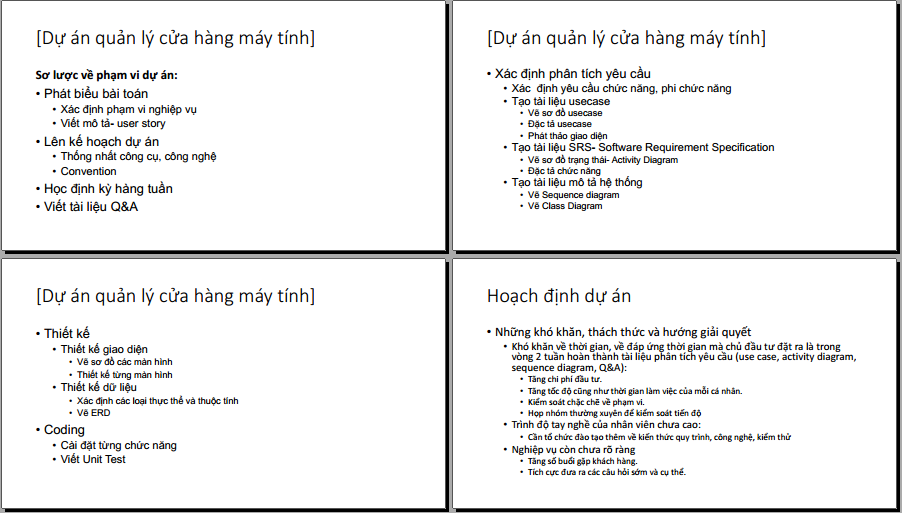 [Dự án quản lý cửa hàng máy tính]
Sơ lược về phạm vi dự án:
• Phát biểu bài toán
• Xác định phạm vi nghiệp vụ
• Viết mô tả- user story
• Lên kế hoạch dự án
• Thống nhất công cụ, công nghệ
• Convention
• Học định kỳ hàng tuần
• Viết tài liệu Q&A
[Dự án quản lý cửa hàng máy tính]
• Xác định phân tích yêu cầu
• Xác định yêu cầu chức năng, phi chức năng
• Tạo tài liệu usecase
• Vẽ sơ đồ usecase
• Đặc tả usecase
• Phát thảo giao diện
• Tạo tài liệu SRS- Software Requirement Specification
• Vẽ sơ đồ trạng thái- Activity Diagram
• Đặc tả chức năng
• Tạo tài liệu mô tả hệ thống
• Vẽ Sequence diagram
• Vẽ Class Diagram
[Dự án quản lý cửa hàng máy tính]
• Thiết kế
• Thiết kế giao diện
• Vẽ sơ đồ các màn hình
• Thiết kế từng màn hình
• Thiết kế dữ liệu
• Xác định các loại thực thể và thuộc tính
• Vẽ ERD
• Coding
• Cài đặt từng chức năng
• Viết Unit Test
Hoạch định dự án
• Những khó khăn, thách thức và hướng giải quyết
• Khó khăn về thời gian, về đáp ứng thời gian mà chủ đầu tư đặt ra là trong
vòng 2 tuần hoàn thành tài liệu phân tích yêu cầu (use case, activity diagram,
sequence diagram, Q&A):
• Tăng chi phí đầu tư.
• Tăng tốc độ cũng như thời gian làm việc của mỗi cá nhân.
• Kiểm soát chặc chẽ về phạm vi.
• Họp nhóm thường xuyên để kiểm soát tiến độ
• Trình độ tay nghề của nhân viên chưa cao:
• Cần tổ chức đào tạo thêm về kiến thức quy trình, công nghệ, kiểm thử
• Nghiệp vụ còn chưa rõ ràng
• Tăng số buổi gặp khách hàng.
• Tích cực đưa ra các câu hỏi sớm và cụ thể.